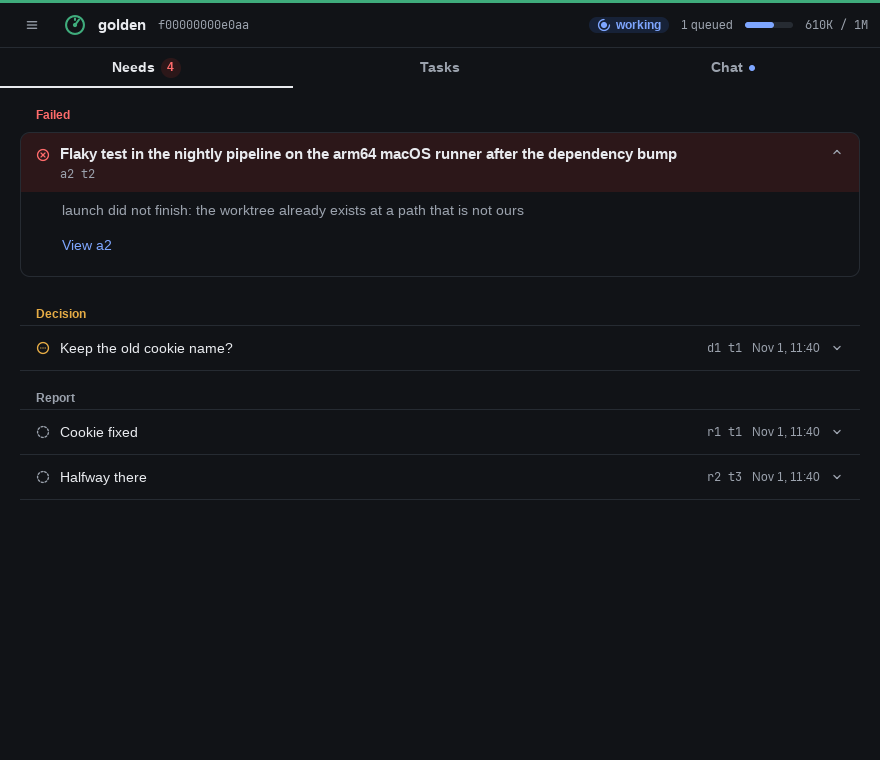 golden f00000000e0aa working 1 queued 610K / 1M
Needs 4 Tasks Chat
Failed
Flaky test in the nightly pipeline on the arm64 macOS runner after the dependency bump
a2 t2
launch did not finish: the worktree already exists at a path that is not ours
View a2
Decision
Keep the old cookie name? d1 t1 Nov 1, 11:40
Report
Cookie fixed r1 t1 Nov 1, 11:40
Halfway there r2 t3 Nov 1, 11:40